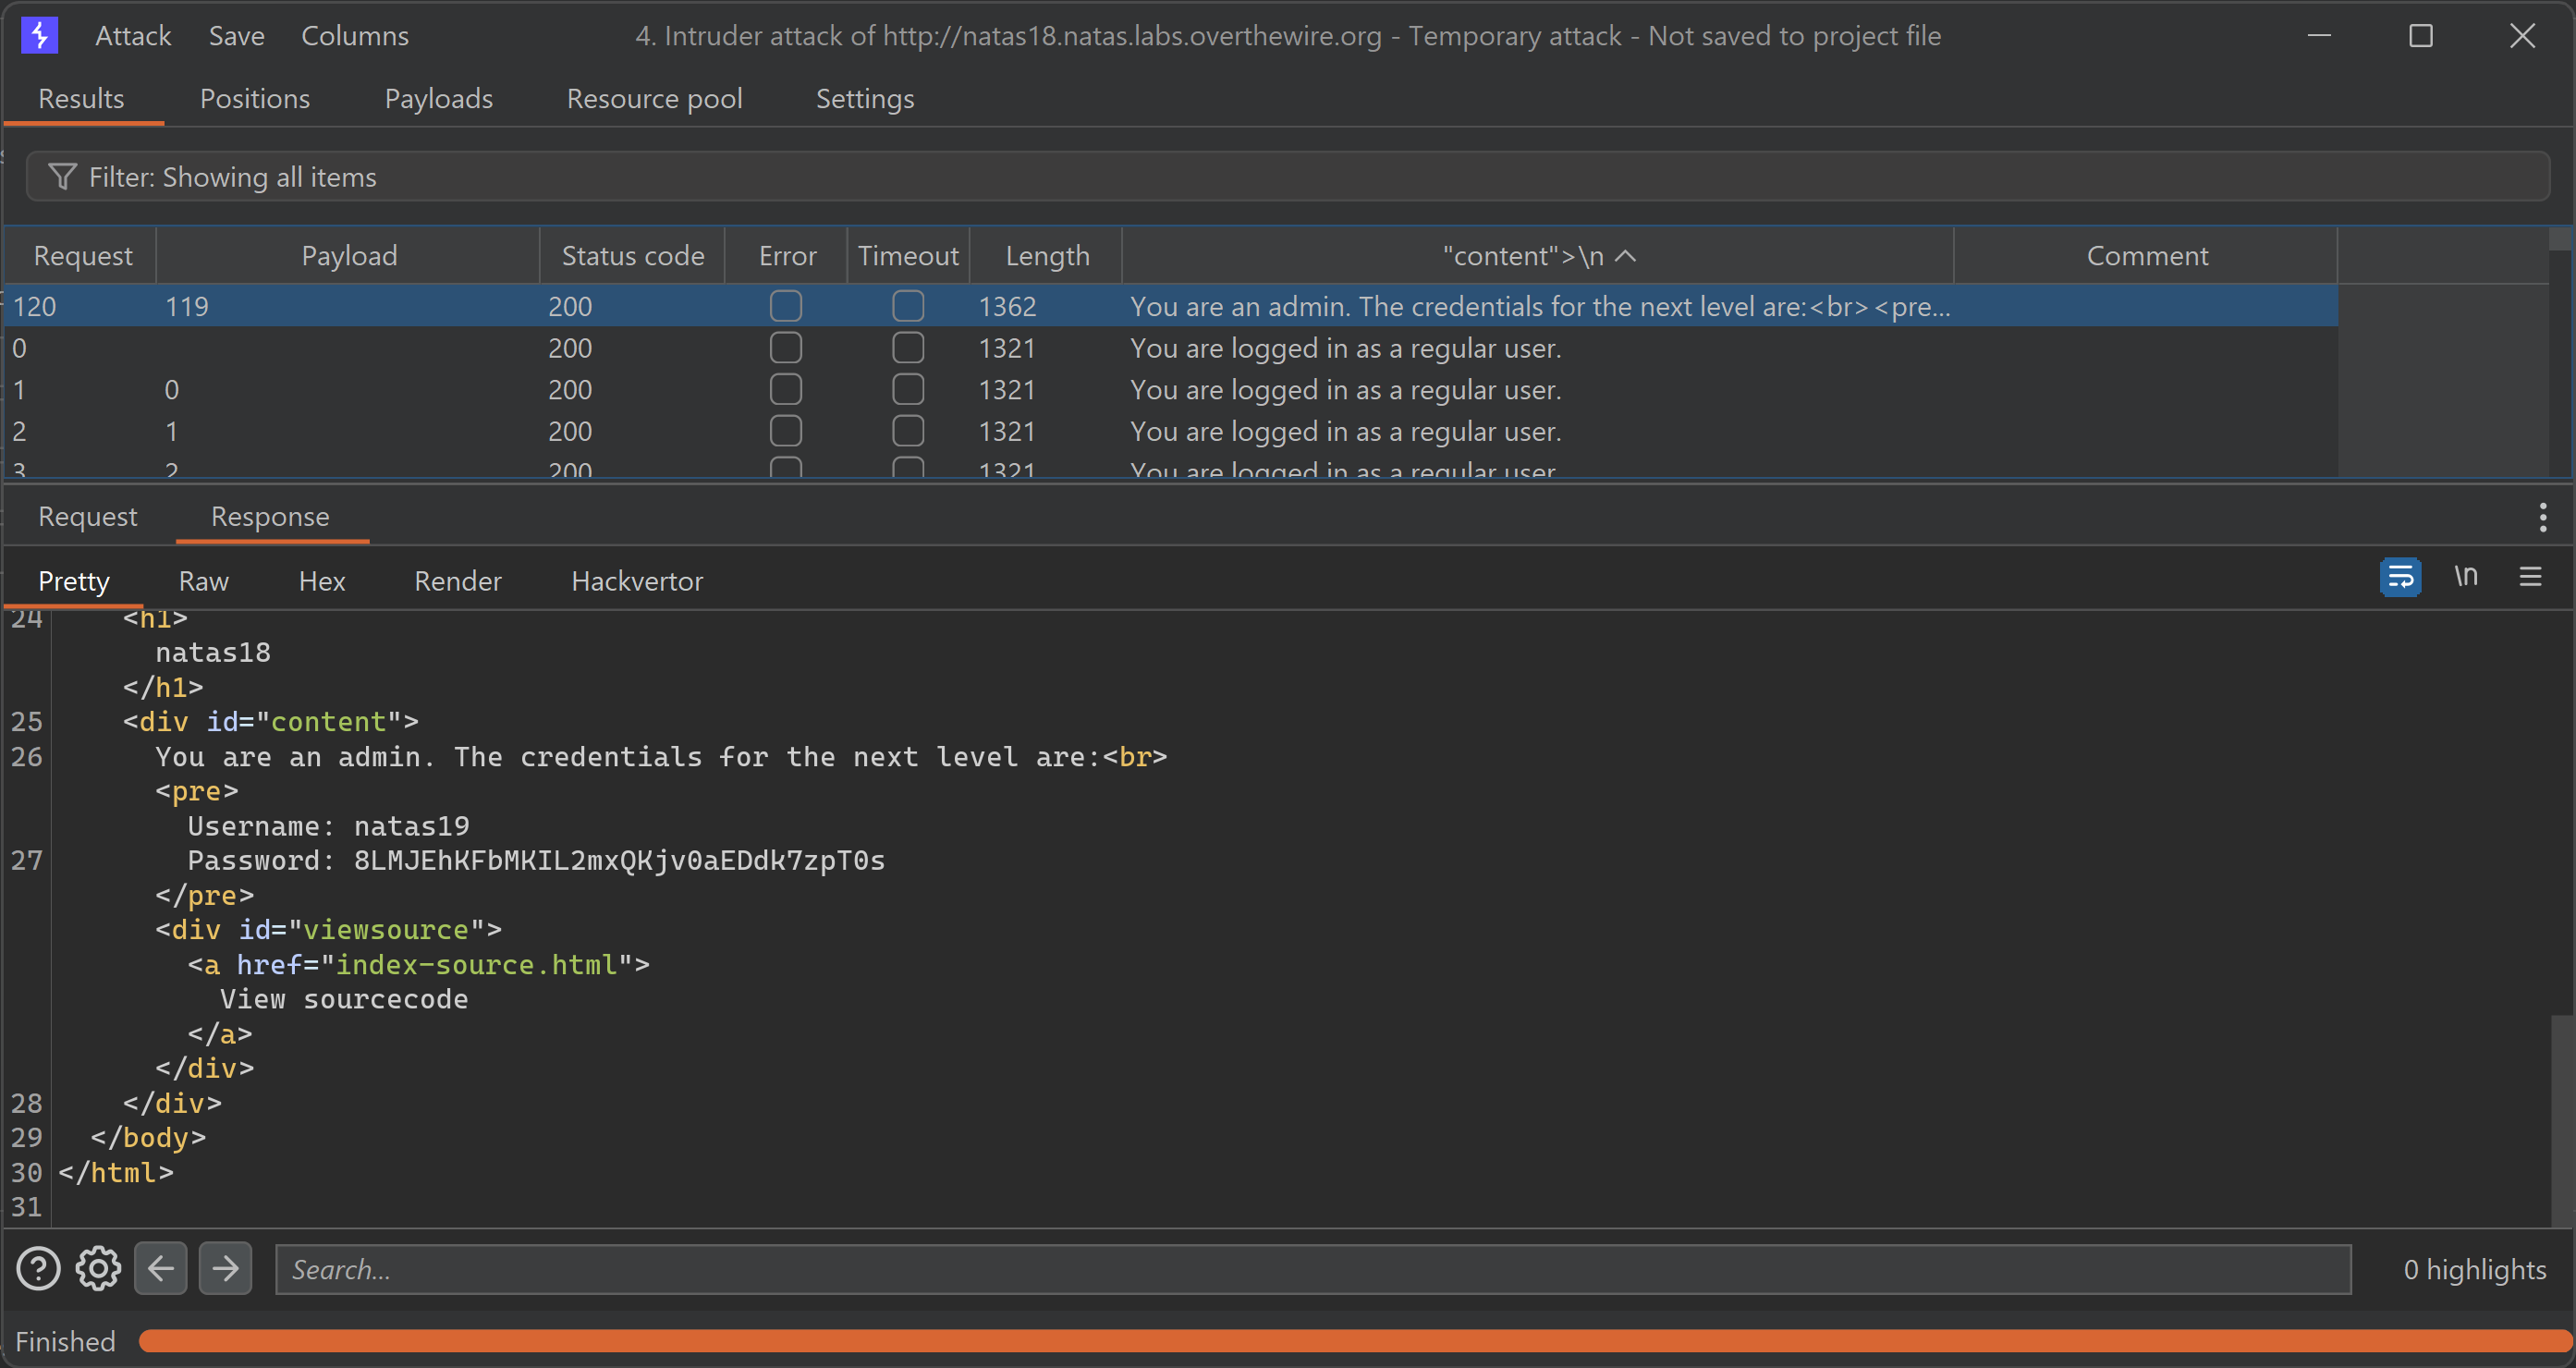 Attack Save Columns 4. Intruder attack of http://natas18.natas.labs.overthewire.org - Temporary attack - Not saved to project file
Results Positions Payloads Resource pool Settings
Filter: Showing all items
Request Payload Status code Error Timeout Length "content">\n Comment
120 119 200 1362 You are an admin. The credentials for the next level are:<br><pre...
0 200 1321 You are logged in as a regular user.
1 0 200 1321 You are logged in as a regular user.
2 1 200 1321 You are logged in as a regular user.
3 2 200 1321 You are logged in as a regular user.
Request Response
Pretty Raw Hex Render Hackvertor \n
24 <h1>
natas18
</h1>
25 <div id="content">
26 You are an admin. The credentials for the next level are:<br>
<pre>
Username: natas19
27 Password: 8LMJEhKFbMKIL2mxQKjv0aEDdk7zpT0s
</pre>
<div id="viewsource">
<a href="index-source.html">
View sourcecode
</a>
</div>
28 </div>
29 </body>
30 </html>
31
Search... 0 highlights
Finished